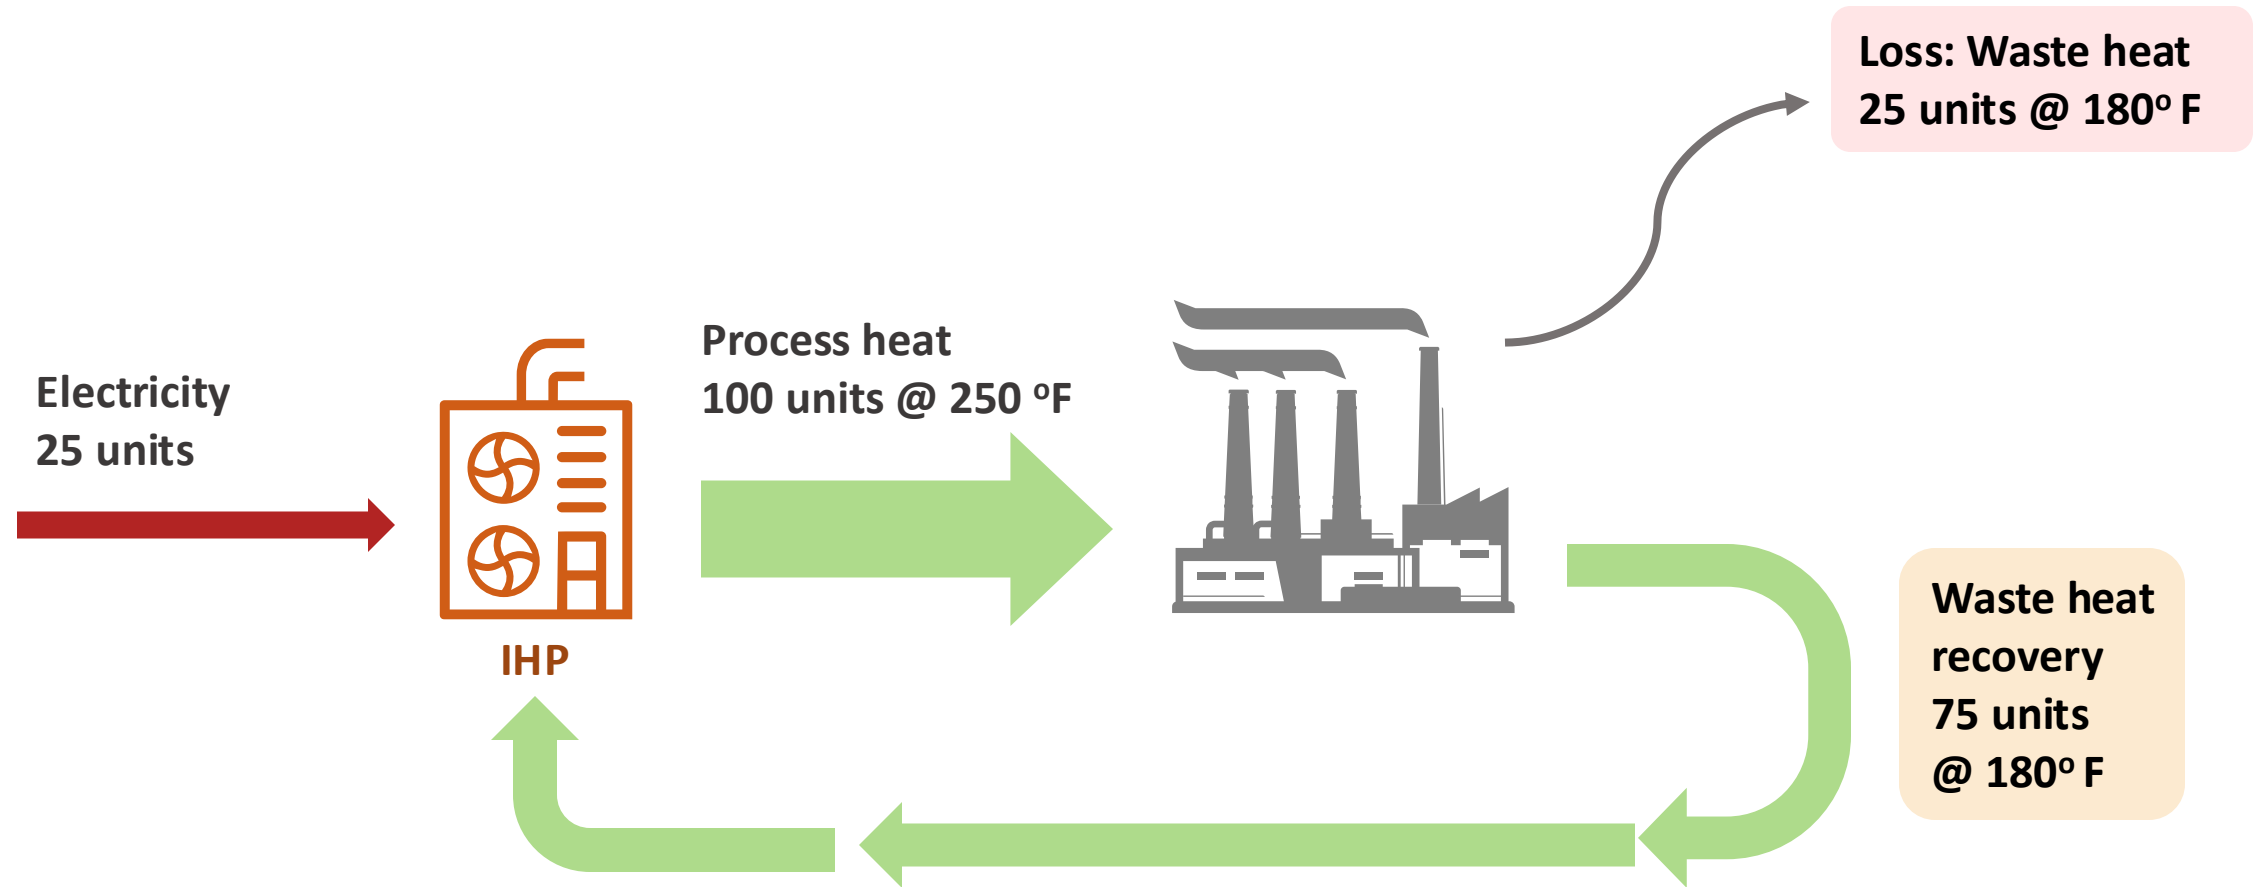 Loss: Waste heat
25 units @ 180º F
Process heat
100 units @ 250 ºF
Electricity
25 units
IHP
Waste heat
recovery
75 units
@ 180º F